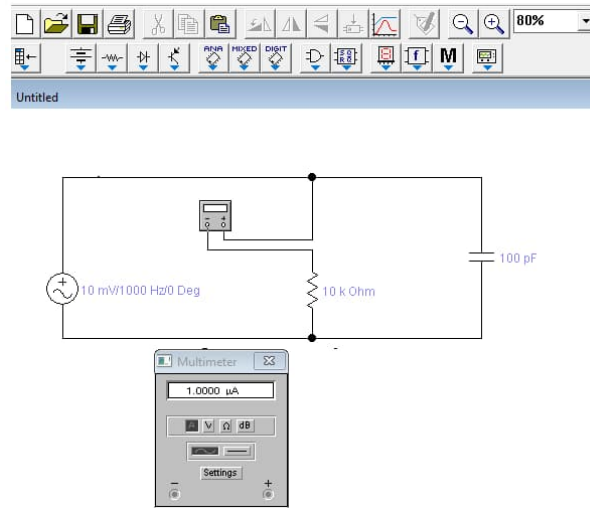 80%
ANA MIXED DIGIT
M
Untitled
10 mV/1000 Hz/0 Deg
10 k Ohm
100 pF
Multimeter
1.0000 μA
A V Ω dB
Settings
- +